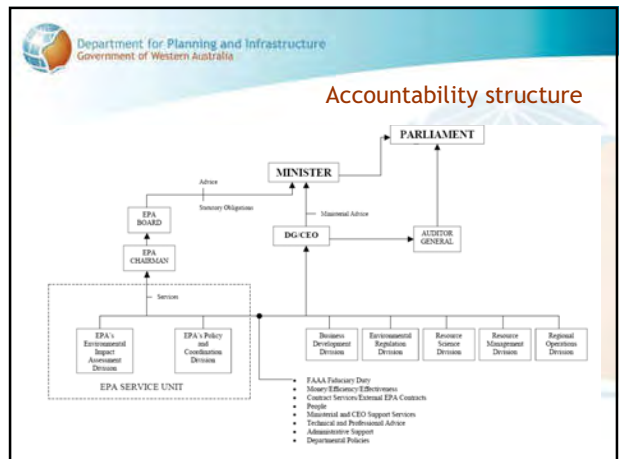 Department for Planning and Infrastructure
Government of Western Australia
Accountability structure
PARLIAMENT
MINISTER
Advice
Statutory Obligations
Ministerial Advice
EPA
BOARD
DG/CEO
AUDITOR
GENERAL
EPA
CHAIRMAN
Services
EPA's
Environmental
Impact
Assessment
Division
EPA's Policy
and
Coordination
Division
Business
Development
Division
Environmental
Regulation
Division
Resource
Science
Division
Resource
Management
Division
Regional
Operations
Division
EPA SERVICE UNIT
• FAAA Fiduciary Duty
• Money/Efficiency/Effectiveness
• Contract Services/External EPA Contracts
• People
• Ministerial and CEO Support Services
• Technical and Professional Advice
• Administrative Support
• Departmental Policies